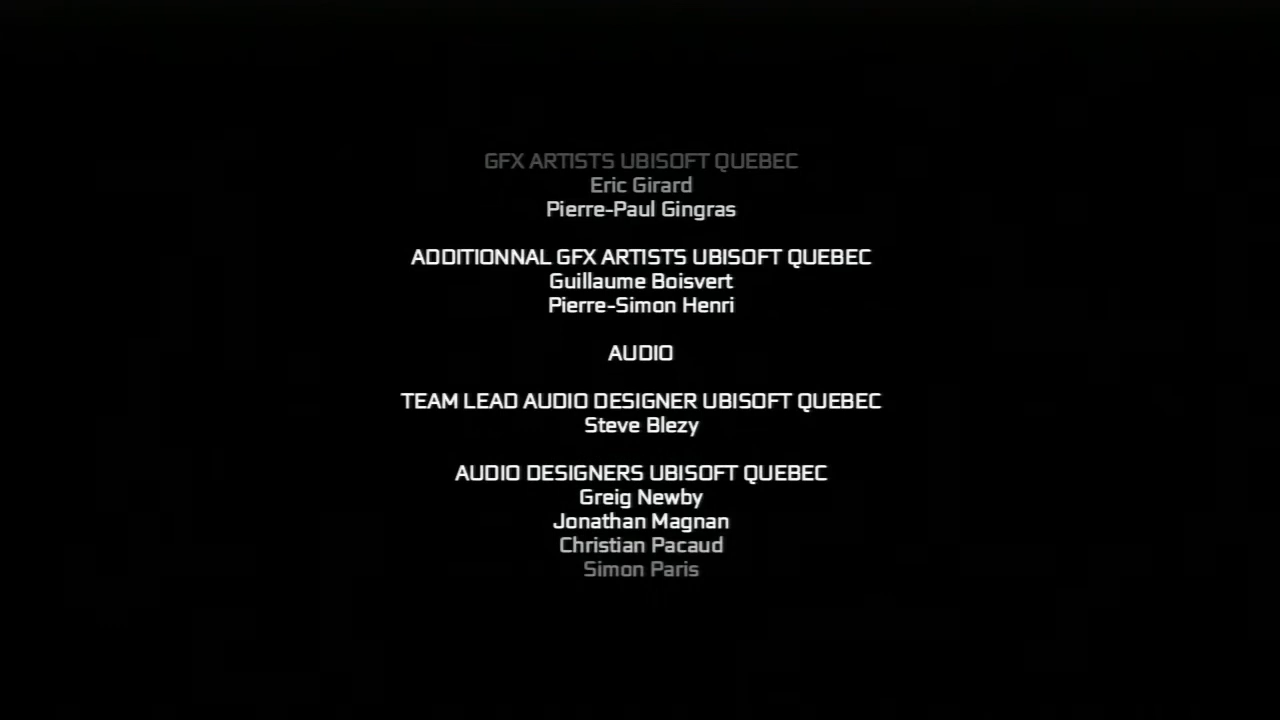 GFX ARTISTS UBISOFT QUEBEC
Eric Girard
Pierre-Paul Gingras
ADDITIONNAL GFX ARTISTS UBISOFT QUEBEC
Guillaume Boisvert
Pierre-Simon Henri
AUDIO
TEAM LEAD AUDIO DESIGNER UBISOFT QUEBEC
Steve Blezy
AUDIO DESIGNERS UBISOFT QUEBEC
Greig Newby
Jonathan Magnan
Christian Pacaud
Simon Paris